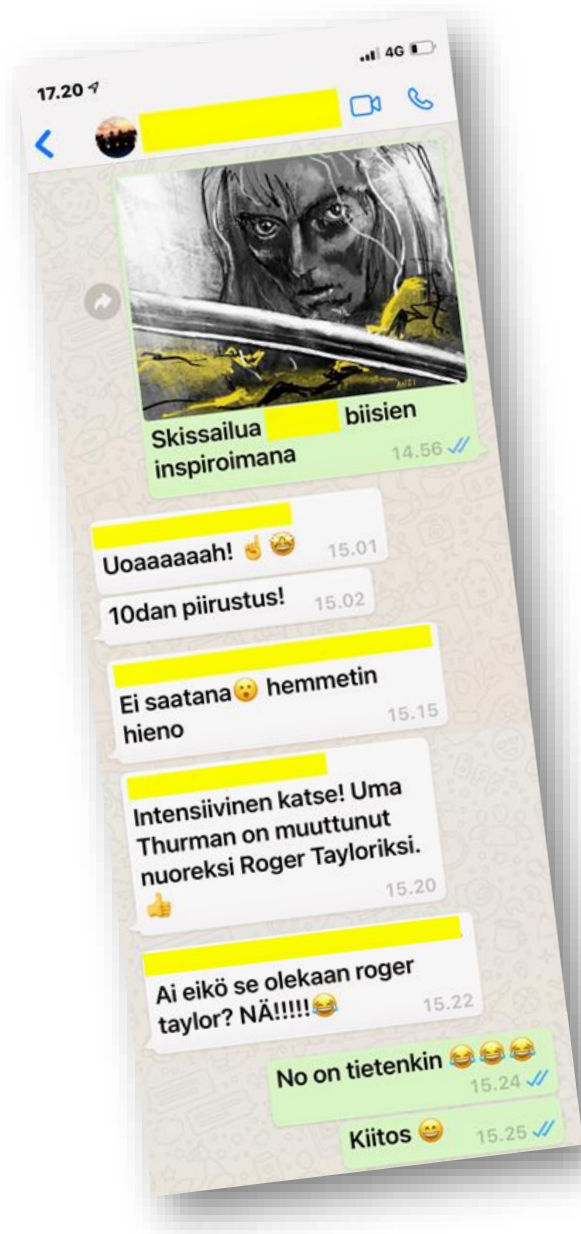 17.20
4G
Skissailua biisien
inspiroimana
14.56
Uoaaaaaah! ☝️🤩 15.01
10dan piirustus! 15.02
Ei saatana😮 hemmetin
hieno
15.15
Intensiivinen katse! Uma
Thurman on muuttunut
nuoreksi Roger Tayloriksi.
👍
15.20
Ai eikö se olekaan roger
taylor? NÄ!!!!!😂
15.22
No on tietenkin 😂😂😂
15.24
Kiitos 😄 15.25